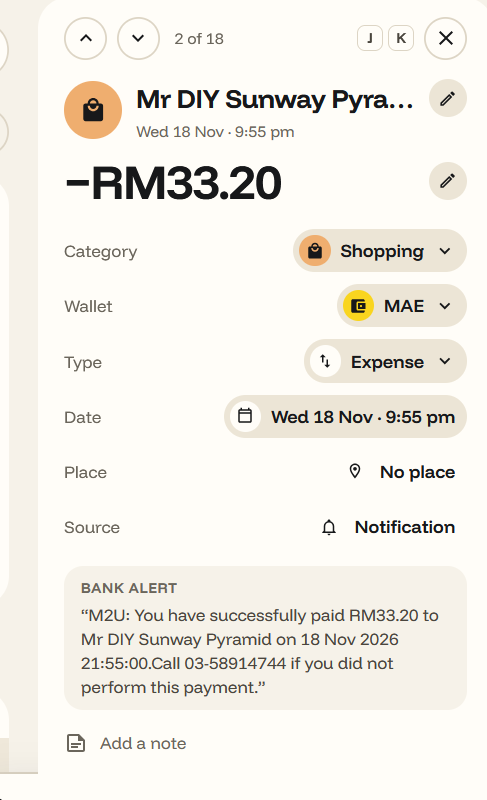 2 of 18
J K
Mr DIY Sunway Pyra...
Wed 18 Nov · 9:55 pm
−RM33.20
Category
Shopping
Wallet
MAE
Type
Expense
Date
Wed 18 Nov · 9:55 pm
Place
No place
Source
Notification
BANK ALERT
“M2U: You have successfully paid RM33.20 to
Mr DIY Sunway Pyramid on 18 Nov 2026
21:55:00.Call 03-58914744 if you did not
perform this payment.”
Add a note